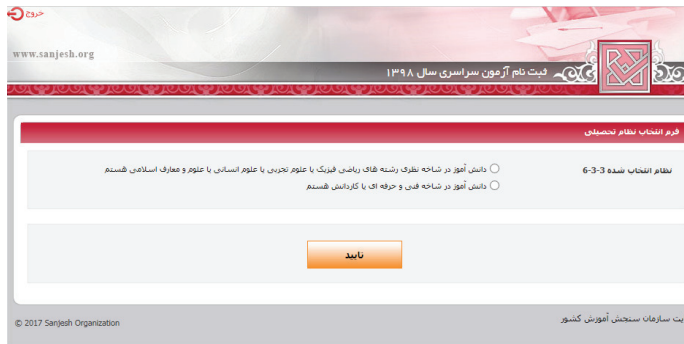 خروج
www.sanjesh.org
ثبت نام آزمون سراسری سال ۱۳۹۸
فرم انتخاب نظام تحصیلی
نظام انتخاب شده 3-3-6
دانش آموز در شاخه نظری رشته های ریاضی فیزیک یا علوم تجربی یا علوم انسانی یا علوم و معارف اسلامی هستم
دانش آموز در شاخه فنی و حرفه ای یا کاردانش هستم
تایید
یت سازمان سنجش آموزش کشور
© 2017 Sanjesh Organization